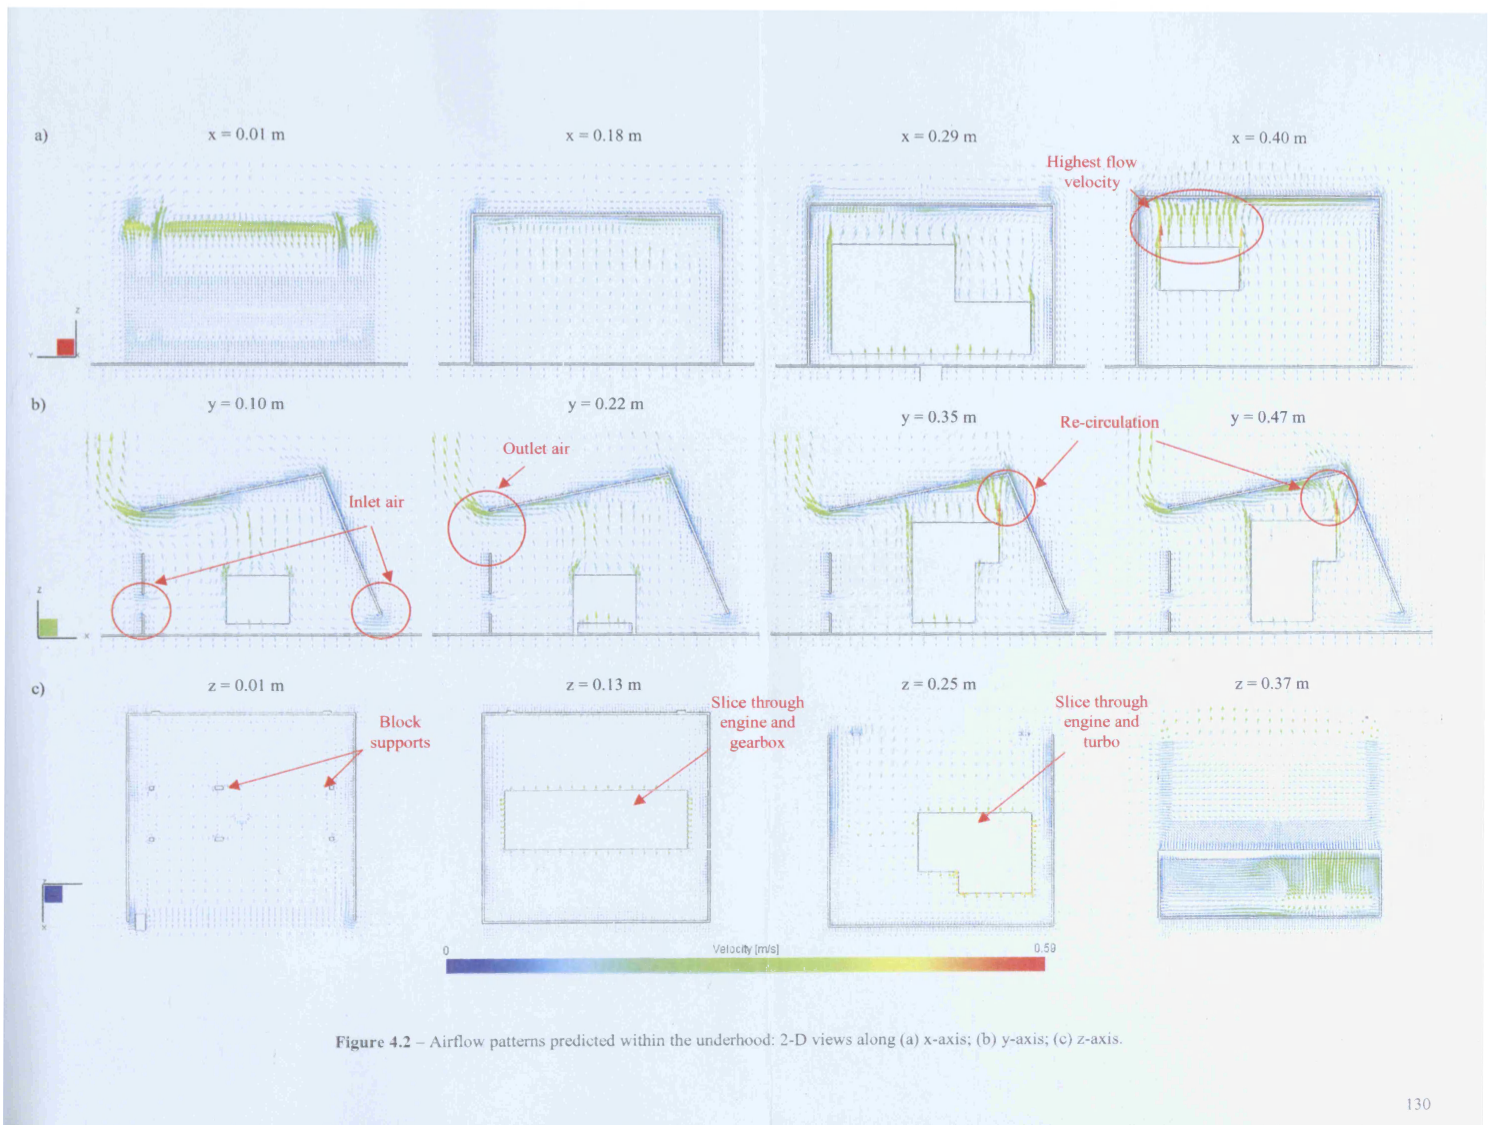 a)
x = 0.01 m
x = 0.18 m
x = 0.29 m
x = 0.40 m
Highest flow
velocity
Z
Y
b)
y = 0.10 m
y = 0.22 m
y = 0.35 m
Re-circulation
y = 0.47 m
Outlet air
Inlet air
Z
X
c)
z = 0.01 m
z = 0.13 m
z = 0.25 m
z = 0.37 m
Block
supports
Slice through
engine and
gearbox
Slice through
engine and
turbo
X
0
Velocity [m/s]
0.59
Figure 4.2 – Airflow patterns predicted within the underhood: 2-D views along (a) x-axis; (b) y-axis; (c) z-axis.
130